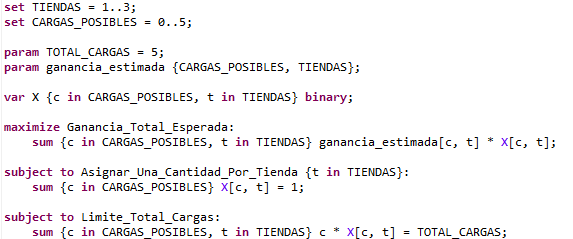 set TIENDAS = 1..3;
set CARGAS_POSIBLES = 0..5;
param TOTAL_CARGAS = 5;
param ganancia_estimada {CARGAS_POSIBLES, TIENDAS};
var X {c in CARGAS_POSIBLES, t in TIENDAS} binary;
maximize Ganancia_Total_Esperada:
    sum {c in CARGAS_POSIBLES, t in TIENDAS} ganancia_estimada[c, t] * X[c, t];
subject to Asignar_Una_Cantidad_Por_Tienda {t in TIENDAS}:
    sum {c in CARGAS_POSIBLES} X[c, t] = 1;
subject to Limite_Total_Cargas:
    sum {c in CARGAS_POSIBLES, t in TIENDAS} c * X[c, t] = TOTAL_CARGAS;